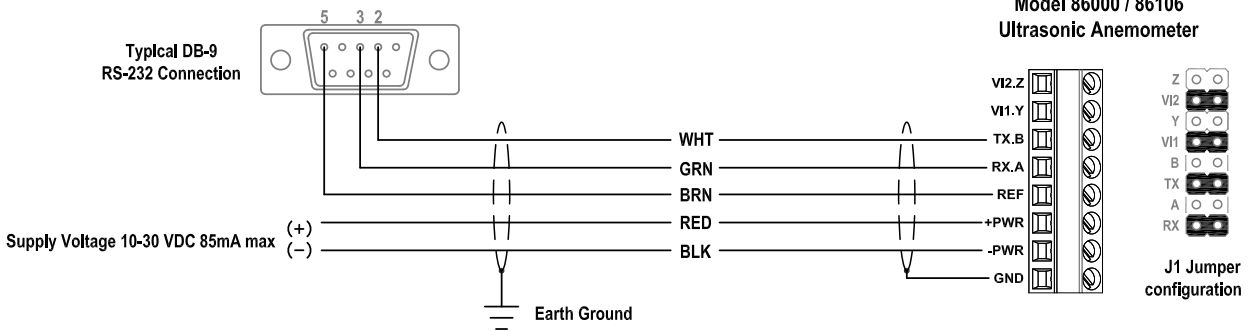 Model 86000 / 86106
Ultrasonic Anemometer
5 3 2
Typical DB-9
RS-232 Connection
VI2.Z
VI1.Y
TX.B
RX.A
REF
+PWR
-PWR
GND
Z
VI2
Y
VI1
B
TX
A
RX
WHT
GRN
BRN
RED
BLK
(+)
Supply Voltage 10-30 VDC 85mA max
(−)
Earth Ground
J1 Jumper
configuration